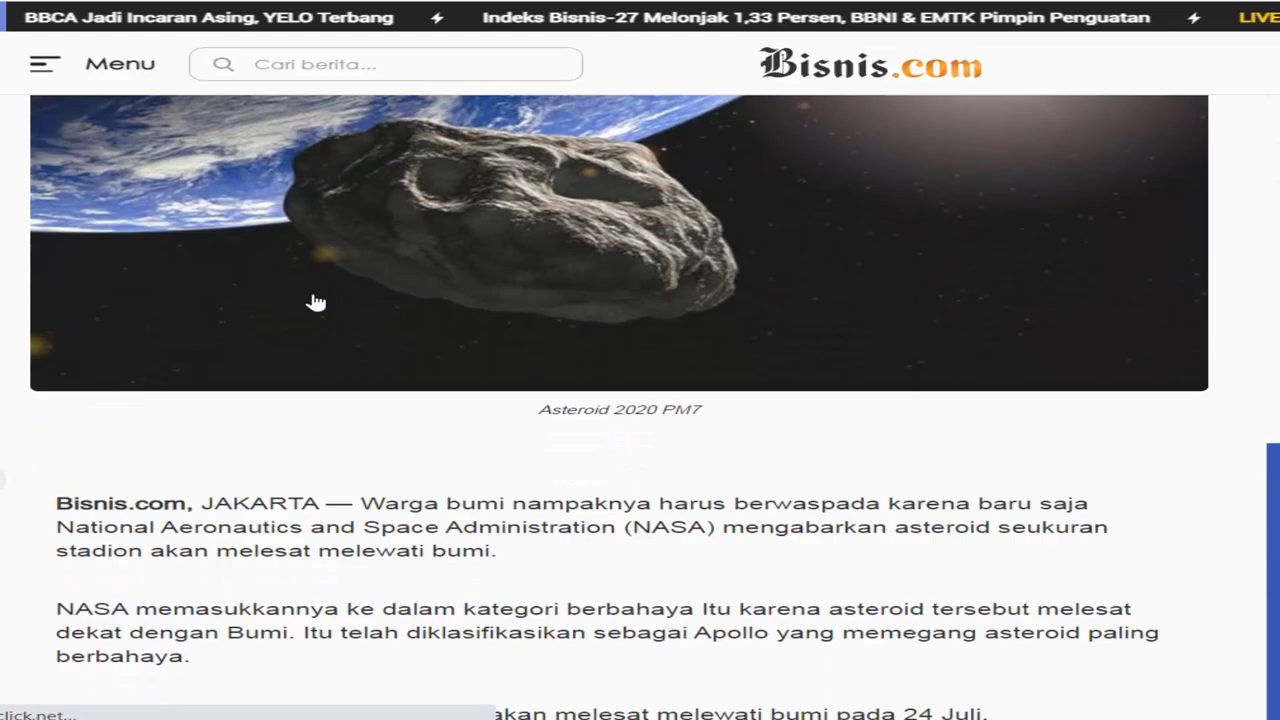 BBCA Jadi Incaran Asing, YELO Terbang
Indeks Bisnis-27 Melonjak 1,33 Persen, BBNI & EMTK Pimpin Penguatan
LIVE
Menu
Cari berita...
Bisnis.com
Asteroid 2020 PM7
Bisnis.com, JAKARTA — Warga bumi nampaknya harus berwaspada karena baru saja
National Aeronautics and Space Administration (NASA) mengabarkan asteroid seukuran
stadion akan melesat melewati bumi.
NASA memasukkannya ke dalam kategori berbahaya Itu karena asteroid tersebut melesat
dekat dengan Bumi. Itu telah diklasifikasikan sebagai Apollo yang memegang asteroid paling
berbahaya.
akan melesat melewati bumi pada 24 Juli.
click.net...